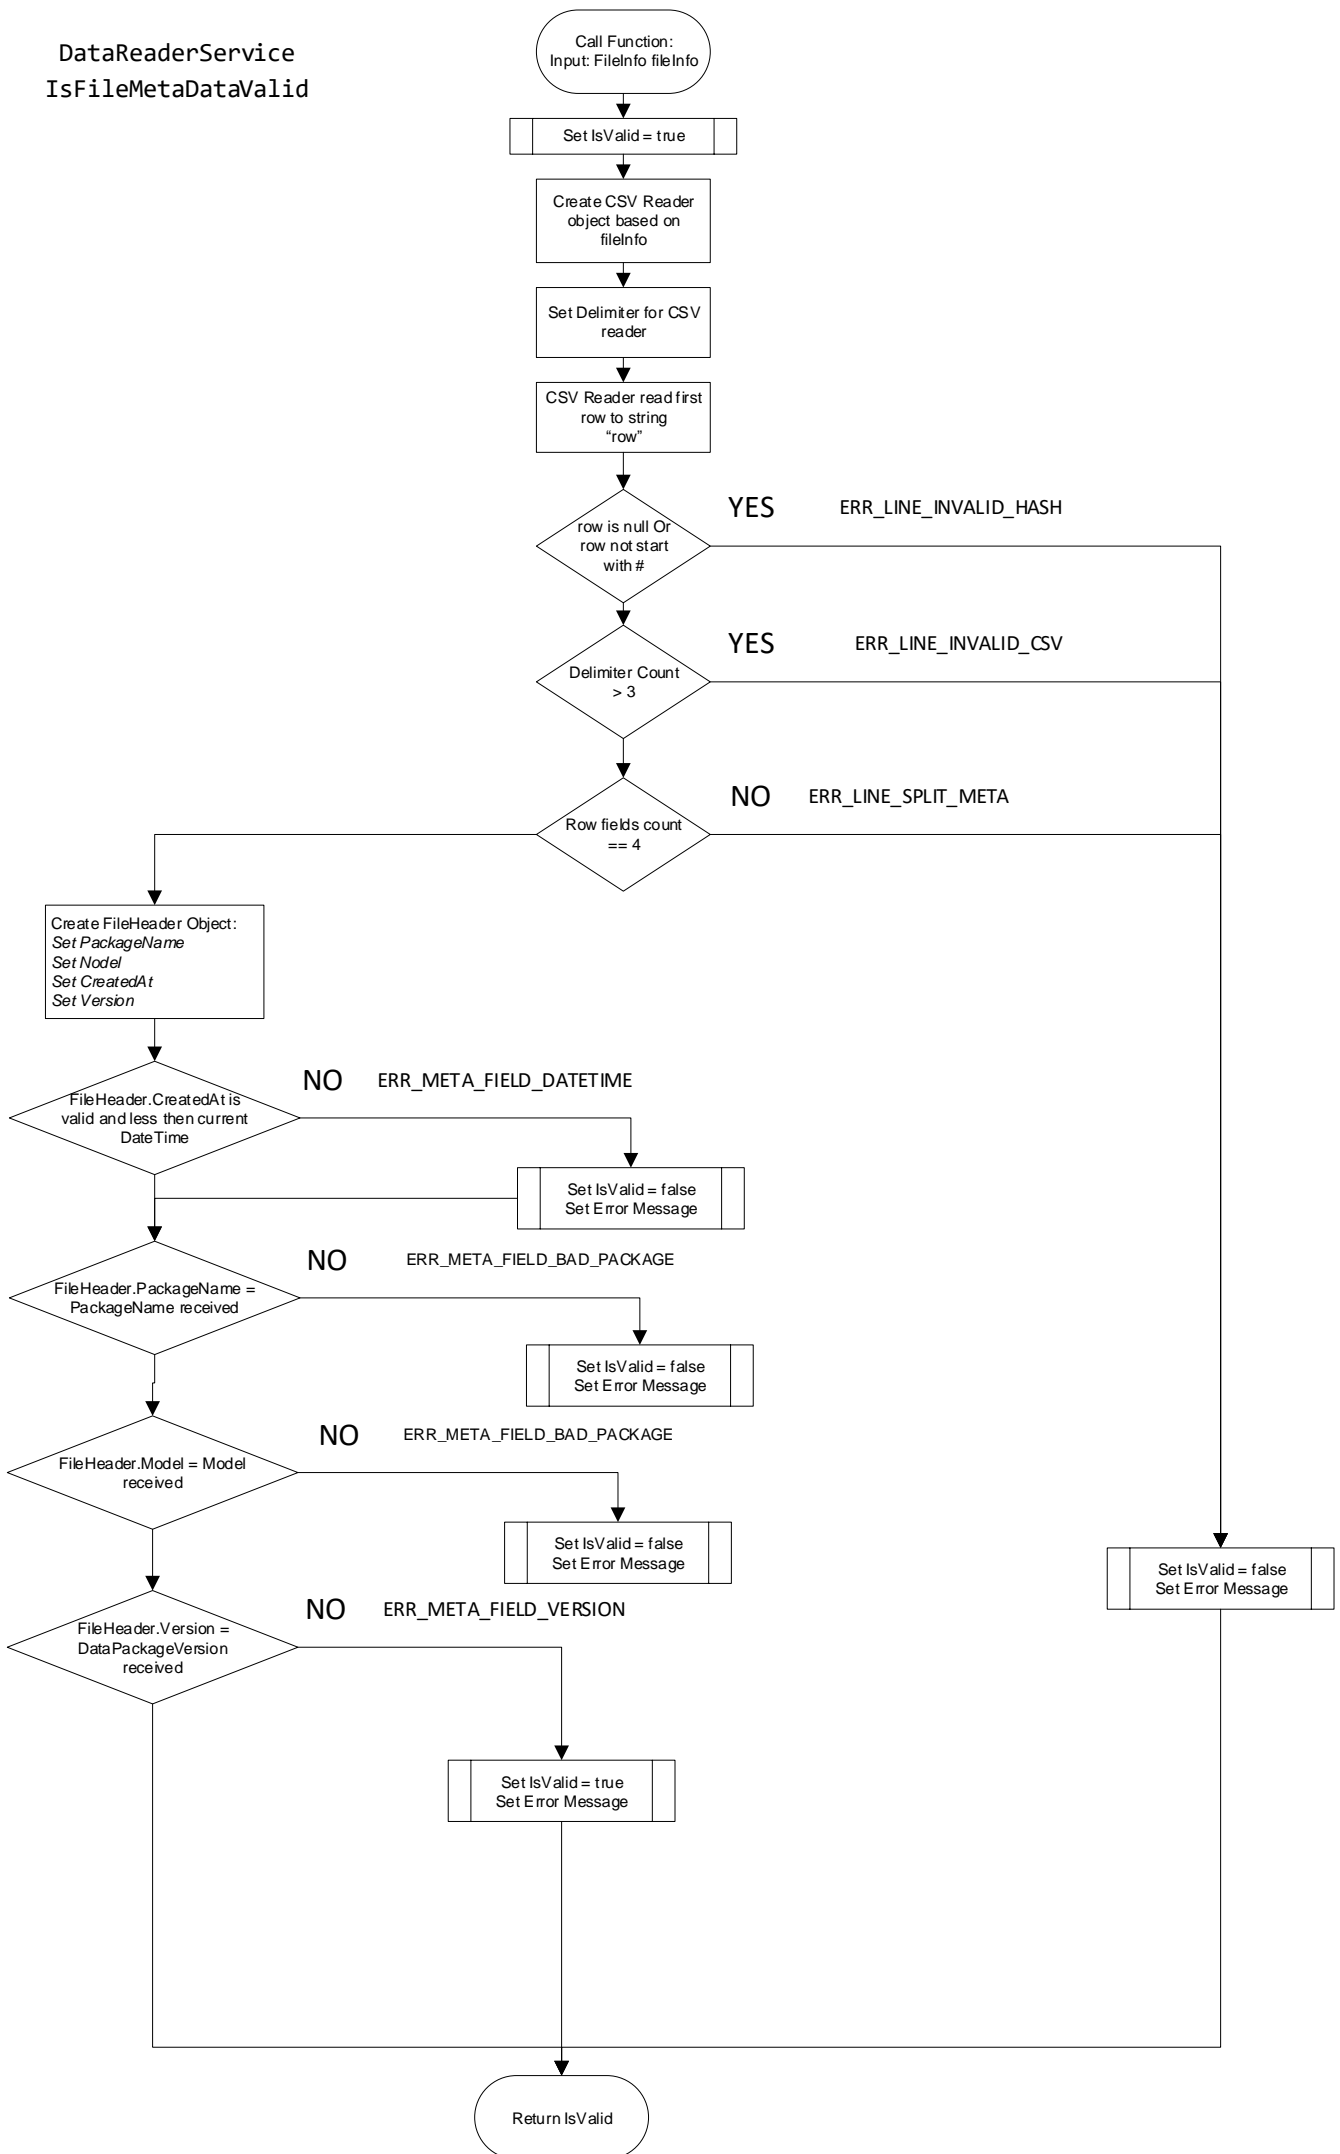 DataReaderService
IsFileMetaDataValid
Call Function:
Input: FileInfo fileInfo
Set IsValid = true
Create CSV Reader
object based on
fileInfo
Set Delimiter for CSV
reader
CSV Reader read first
row to string
“row”
row is null Or
row not start
with #
YES
ERR_LINE_INVALID_HASH
Delimiter Count
> 3
YES
ERR_LINE_INVALID_CSV
Row fields count
== 4
NO
ERR_LINE_SPLIT_META
Create FileHeader Object:
Set PackageName
Set Nodel
Set CreatedAt
Set Version
FileHeader.CreatedAt is
valid and less then current
DateTime
NO
ERR_META_FIELD_DATETIME
Set IsValid = false
Set Error Message
FileHeader.PackageName =
PackageName received
NO
ERR_META_FIELD_BAD_PACKAGE
Set IsValid = false
Set Error Message
FileHeader.Model = Model
received
NO
ERR_META_FIELD_BAD_PACKAGE
Set IsValid = false
Set Error Message
Set IsValid = false
Set Error Message
FileHeader.Version =
DataPackageVersion
received
NO
ERR_META_FIELD_VERSION
Set IsValid = true
Set Error Message
Return IsValid